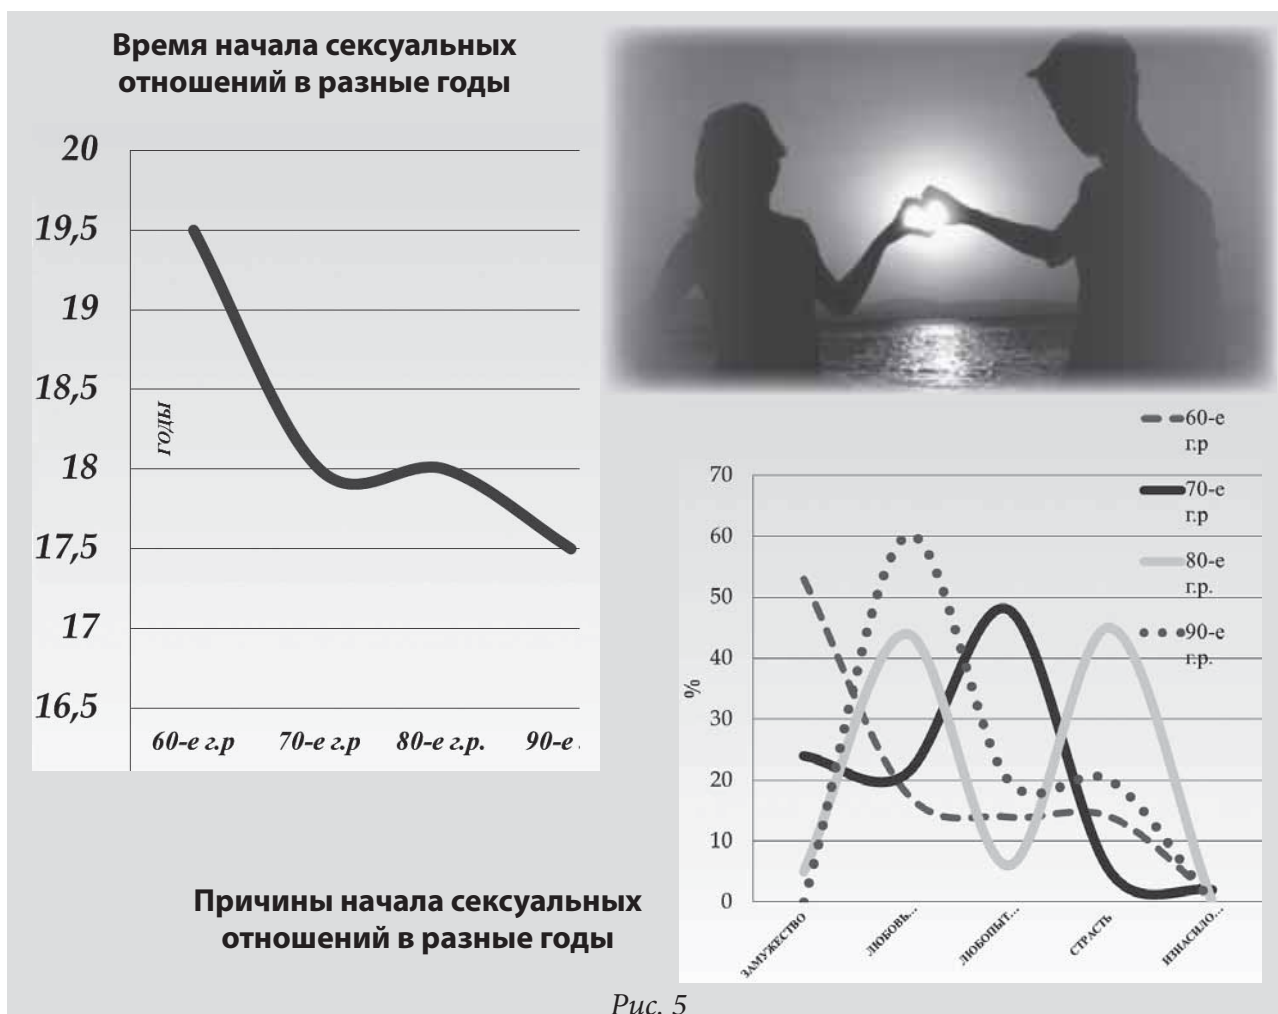 Время начала сексуальных
отношений в разные годы
20
19,5
19
18,5
18
17,5
17
16,5
годы
60-е г.р
70-е г.р
80-е г.р.
90-е .
60-е
г.р
70-е
г.р
80-е
г.р.
90-е
г.р.
70
60
50
40
30
20
10
0
%
ЗАМУЖЕСТВО
ЛЮБОВЬ...
ЛЮБОПЫТ...
СТРАСТЬ
ИЗНАСИЛО...
Причины начала сексуальных
отношений в разные годы
Рис. 5